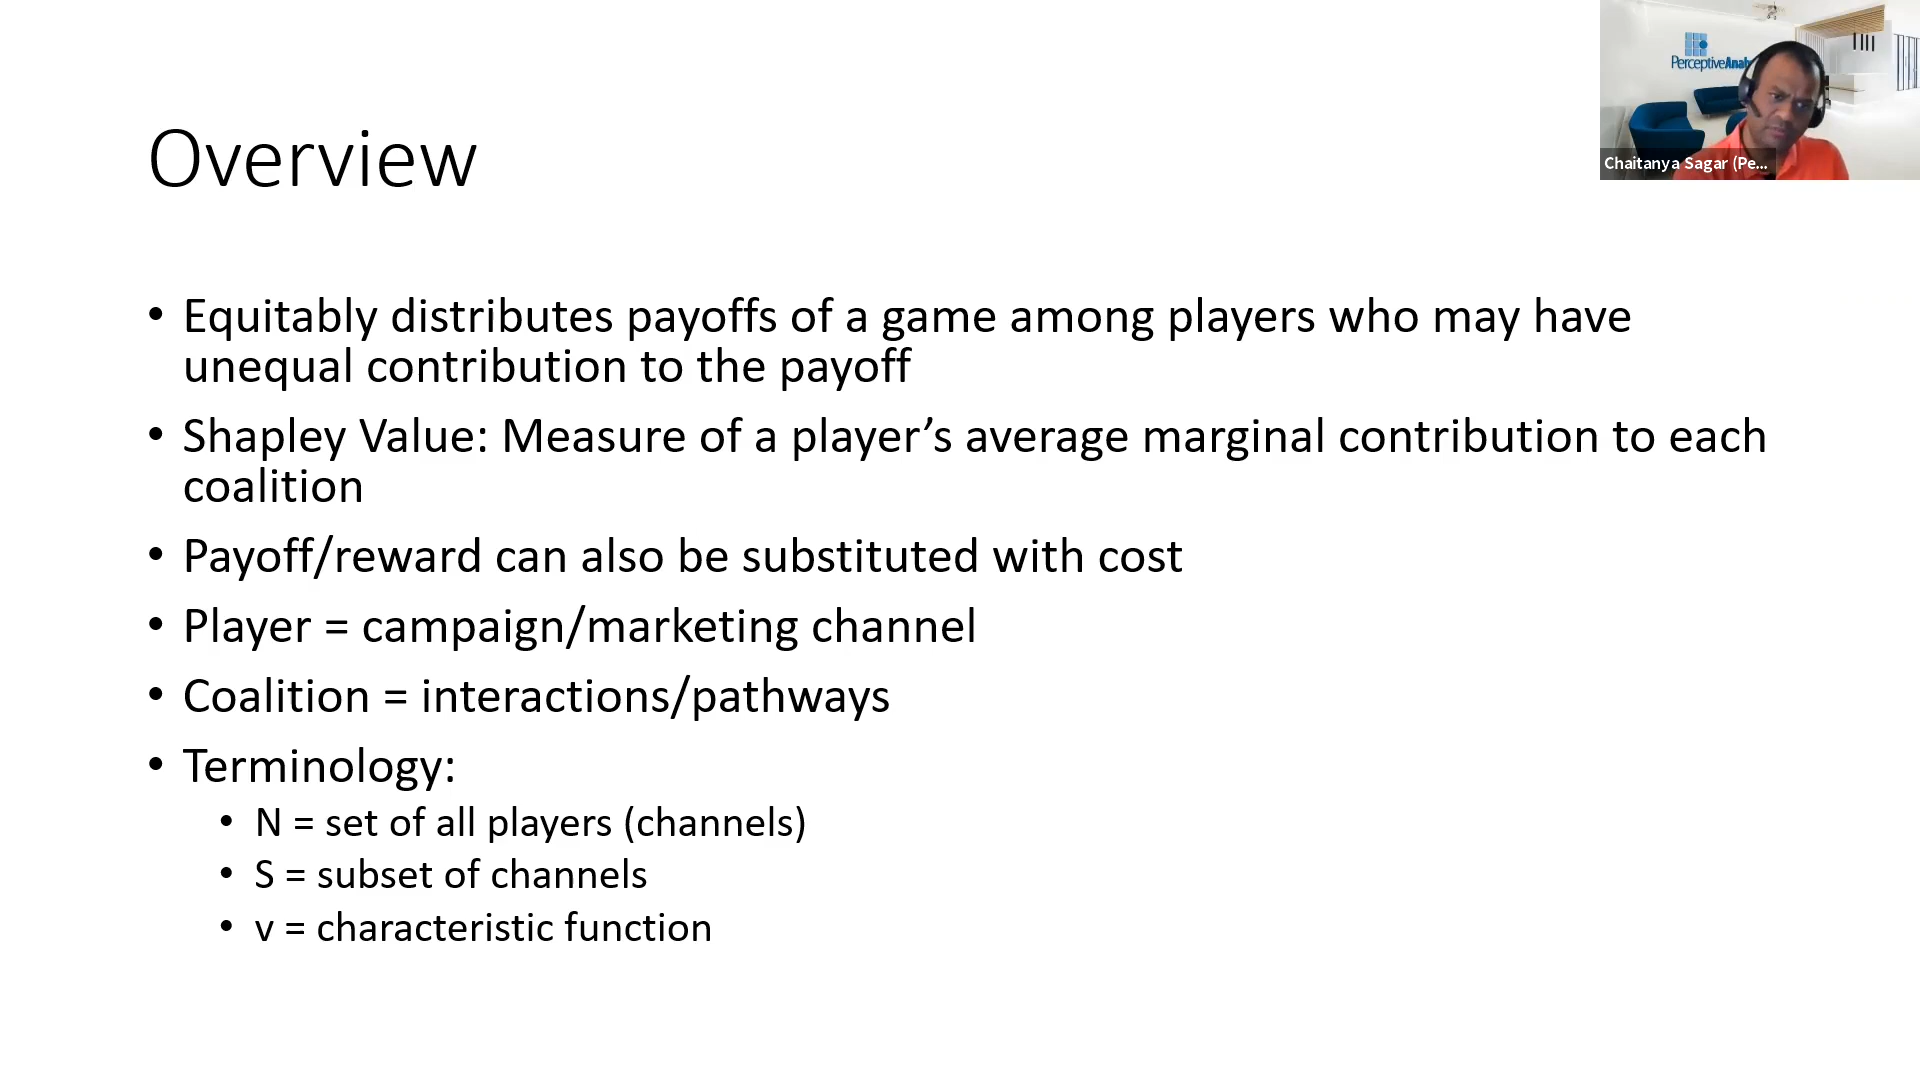 Overview
• Equitably distributes payoffs of a game among players who may have
unequal contribution to the payoff
• Shapley Value: Measure of a player’s average marginal contribution to each
coalition
• Payoff/reward can also be substituted with cost
• Player = campaign/marketing channel
• Coalition = interactions/pathways
• Terminology:
• N = set of all players (channels)
• S = subset of channels
• v = characteristic function
PerceptiveAnaly
Chaitanya Sagar (Pe...